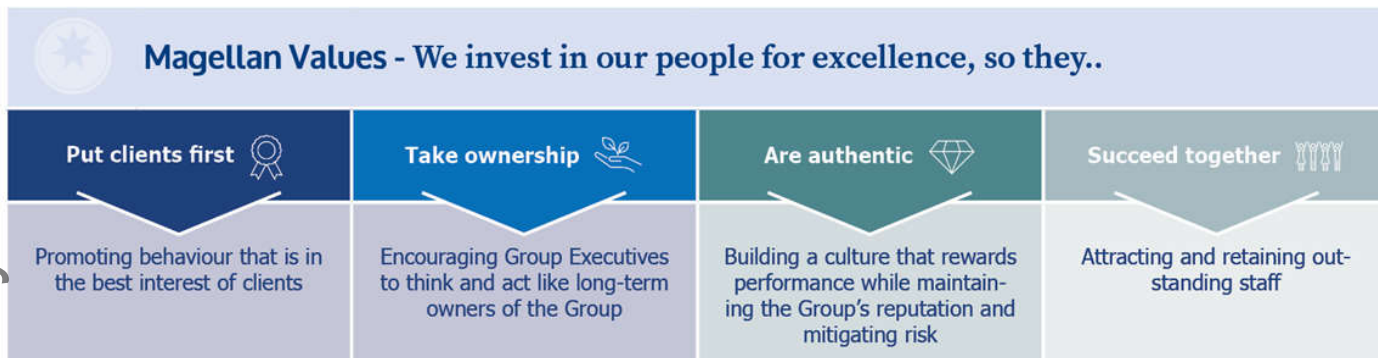 Magellan Values - We invest in our people for excellence, so they..
Put clients first
Take ownership
Are authentic
Succeed together
Promoting behaviour that is in
the best interest of clients
Encouraging Group Executives
to think and act like long-term
owners of the Group
Building a culture that rewards
performance while maintain-
ing the Group's reputation and
mitigating risk
Attracting and retaining out-
standing staff